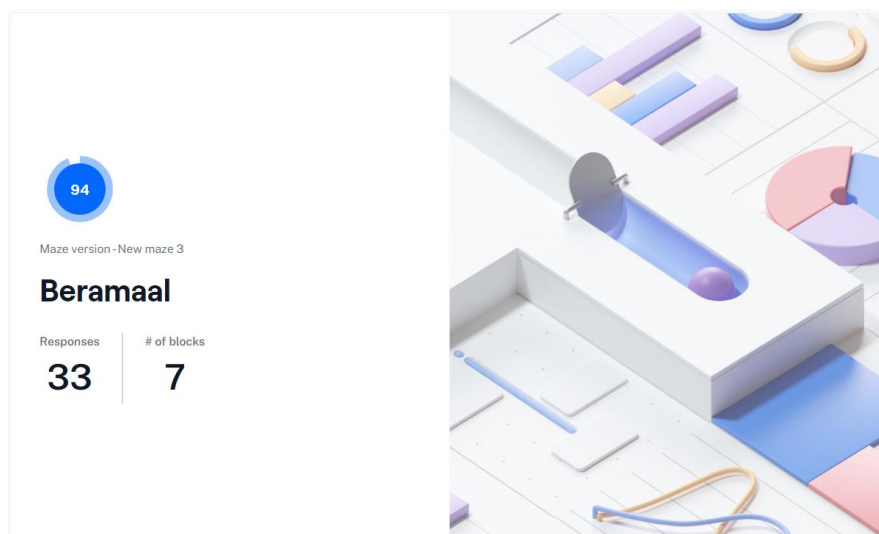 94
Maze version - New maze 3
Beramaal
Responses
# of blocks
33
7